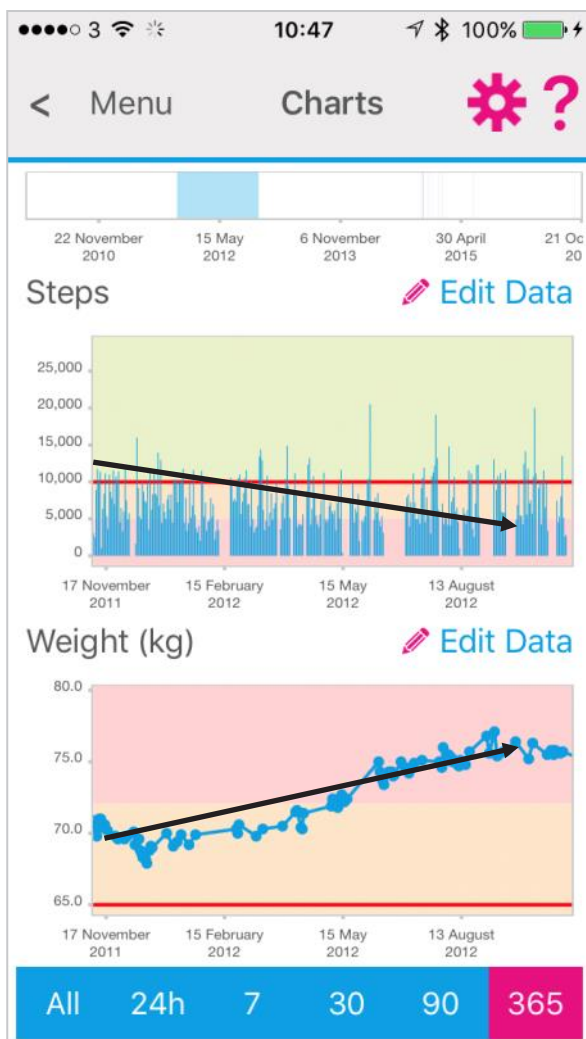 3 10:47 100%
< Menu Charts ?
22 November 15 May 6 November 30 April 21 Oc
2010 2012 2013 2015 20
Steps Edit Data
25,000
20,000
15,000
10,000
5,000
0
17 November 15 February 15 May 13 August
2011 2012 2012 2012
Weight (kg) Edit Data
80.0
75.0
70.0
65.0
17 November 15 February 15 May 13 August
2011 2012 2012 2012
All 24h 7 30 90 365